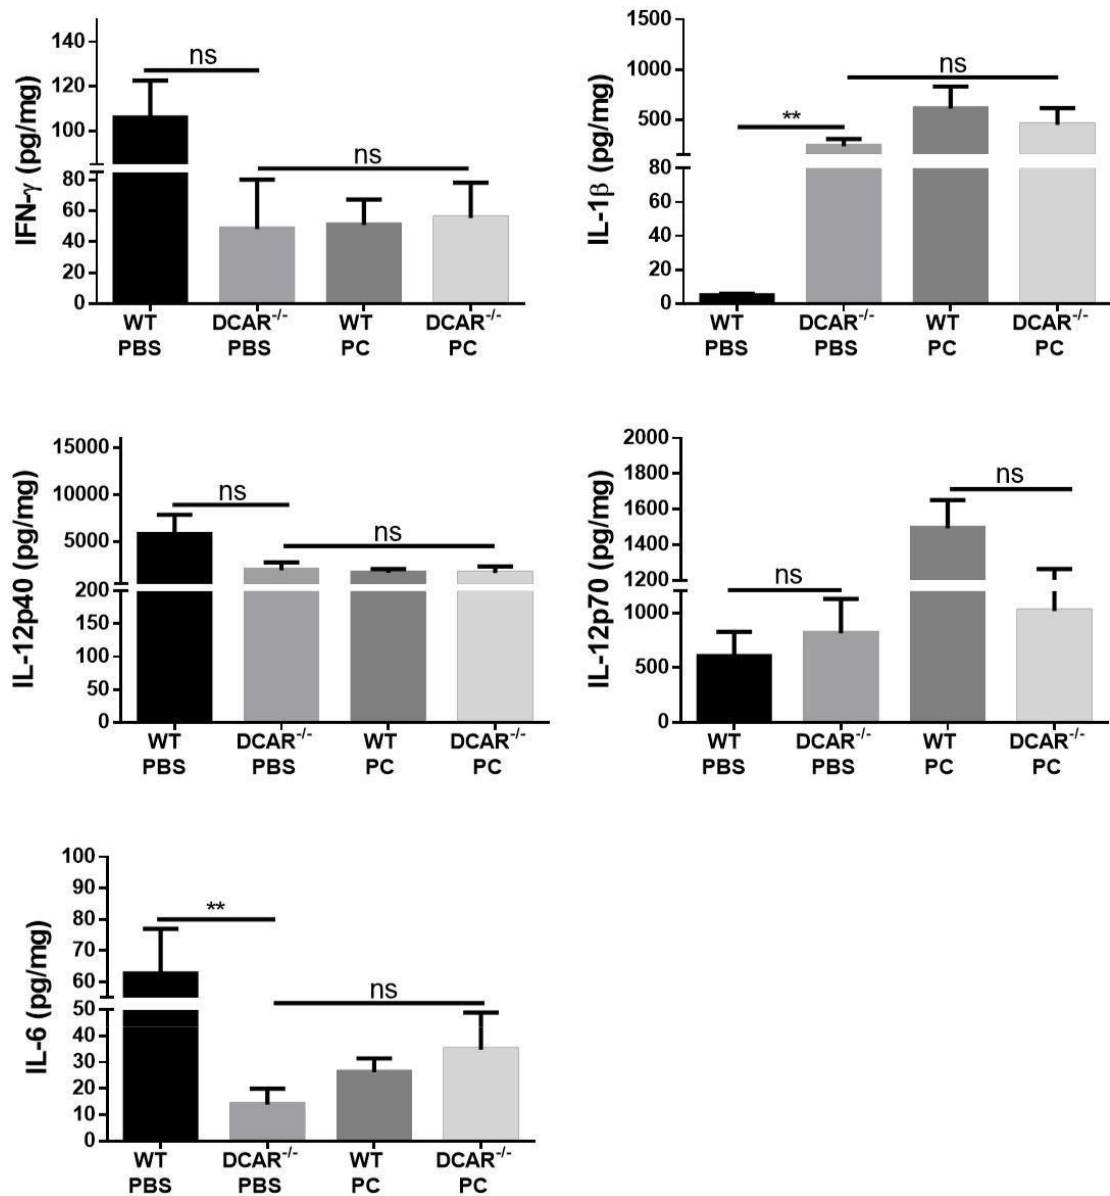 IFN-γ (pg/mg)
140
120
100
80
60
40
20
0
ns
ns
WT
PBS
DCAR-/-
PBS
WT
PC
DCAR-/-
PC
IL-1β (pg/mg)
1500
1000
500
80
60
40
20
0
**
ns
WT
PBS
DCAR-/-
PBS
WT
PC
DCAR-/-
PC
IL-12p40 (pg/mg)
15000
10000
5000
200
150
100
50
0
ns
ns
WT
PBS
DCAR-/-
PBS
WT
PC
DCAR-/-
PC
IL-12p70 (pg/mg)
2000
1800
1600
1400
1200
1000
500
0
ns
ns
WT
PBS
DCAR-/-
PBS
WT
PC
DCAR-/-
PC
IL-6 (pg/mg)
100
90
80
70
60
50
40
30
20
10
0
**
ns
WT
PBS
DCAR-/-
PBS
WT
PC
DCAR-/-
PC